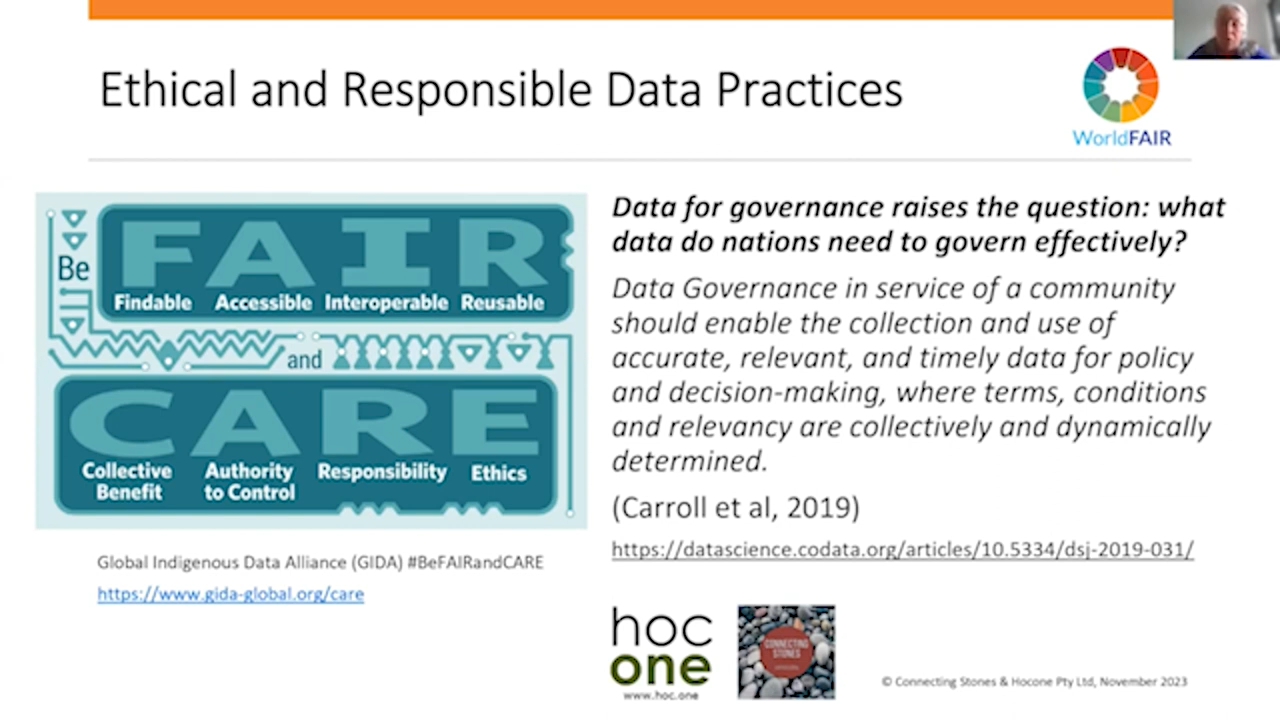 Ethical and Responsible Data Practices
WorldFAIR
Be
FAIR
Findable Accessible Interoperable Reusable
and
CARE
Collective Benefit
Authority to Control
Responsibility
Ethics
Global Indigenous Data Alliance (GIDA) #BeFAIRandCARE
https://www.gida-global.org/care
Data for governance raises the question: what
data do nations need to govern effectively?
Data Governance in service of a community
should enable the collection and use of
accurate, relevant, and timely data for policy
and decision-making, where terms, conditions
and relevancy are collectively and dynamically
determined.
(Carroll et al, 2019)
https://datascience.codata.org/articles/10.5334/dsj-2019-031/
hoc
one
www.hoc.one
CONNECTING
STONES
© Connecting Stones & Hocone Pty Ltd, November 2023